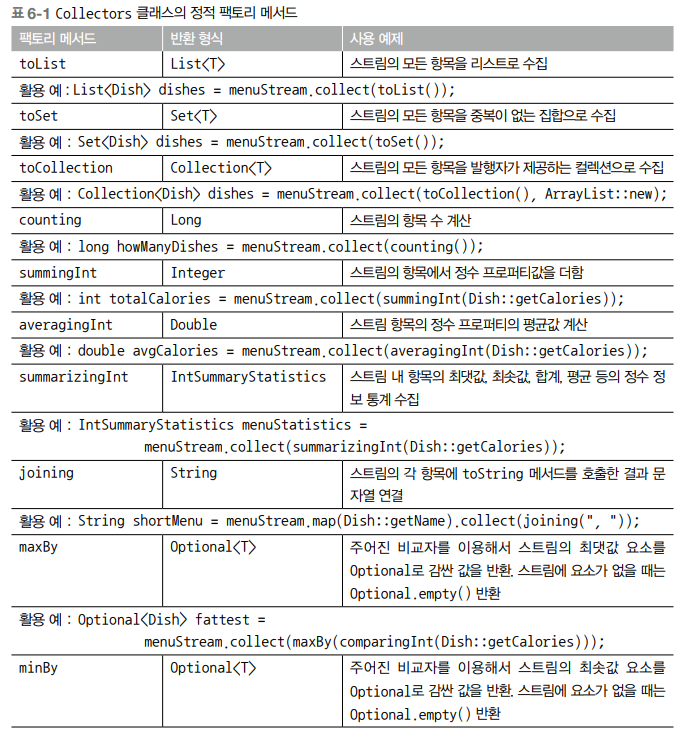 표 6-1 Collectors 클래스의 정적 팩토리 메서드
팩토리 메서드 반환 형식 사용 예제
toList List<T> 스트림의 모든 항목을 리스트로 수집
활용 예 : List<Dish> dishes = menuStream.collect(toList());
toSet Set<T> 스트림의 모든 항목을 중복이 없는 집합으로 수집
활용 예 : Set<Dish> dishes = menuStream.collect(toSet());
toCollection Collection<T> 스트림의 모든 항목을 발행자가 제공하는 컬렉션으로 수집
활용 예 : Collection<Dish> dishes = menuStream.collect(toCollection(), ArrayList::new);
counting Long 스트림의 항목 수 계산
활용 예 : long howManyDishes = menuStream.collect(counting());
summingInt Integer 스트림의 항목에서 정수 프로퍼티값을 더함
활용 예 : int totalCalories = menuStream.collect(summingInt(Dish::getCalories));
averagingInt Double 스트림 항목의 정수 프로퍼티의 평균값 계산
활용 예 : double avgCalories = menuStream.collect(averagingInt(Dish::getCalories));
summarizingInt IntSummaryStatistics 스트림 내 항목의 최댓값, 최솟값, 합계, 평균 등의 정수 정
보 통계 수집
활용 예 : IntSummaryStatistics menuStatistics =
menuStream.collect(summarizingInt(Dish::getCalories));
joining String 스트림의 각 항목에 toString 메서드를 호출한 결과 문
자열 연결
활용 예 : String shortMenu = menuStream.map(Dish::getName).collect(joining(", "));
maxBy Optional<T> 주어진 비교자를 이용해서 스트림의 최댓값 요소를
Optional로 감싼 값을 반환. 스트림에 요소가 없을 때는
Optional.empty() 반환
활용 예 : Optional<Dish> fattest =
menuStream.collect(maxBy(comparingInt(Dish::getCalories)));
minBy Optional<T> 주어진 비교자를 이용해서 스트림의 최솟값 요소를
Optional로 감싼 값을 반환. 스트림에 요소가 없을 때는
Optional.empty() 반환